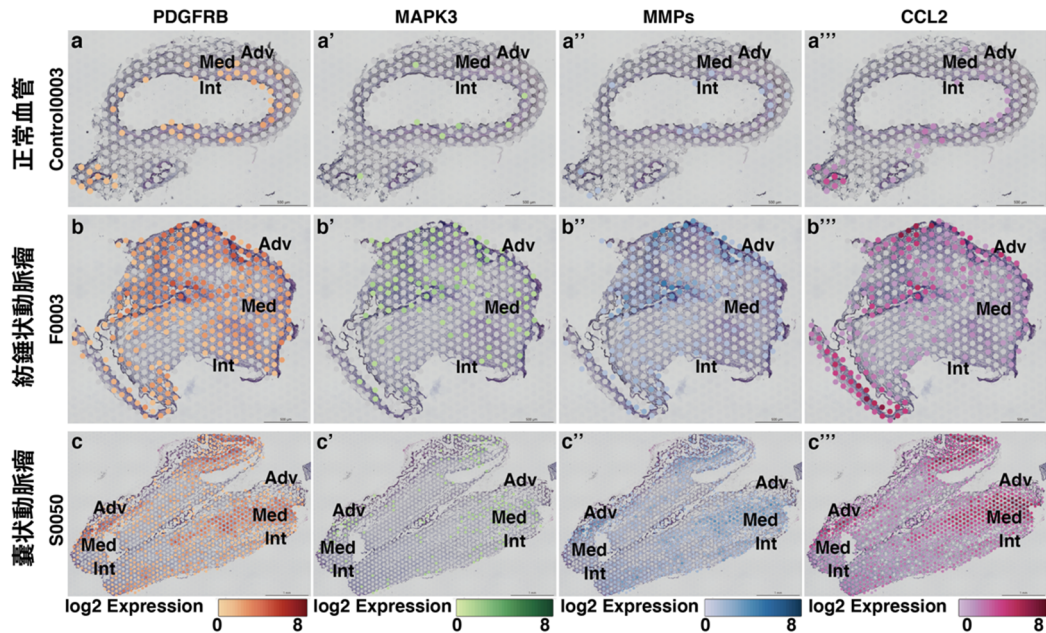 PDGFRB MAPK3 MMPs CCL2
正常血管
Control0003
a Med Adv Int
a' Med Adv Int
a'' Med Adv Int
a''' Med Adv Int
紡錘状動脈瘤
F0003
b Adv Med Int
b' Adv Med Int
b'' Adv Med Int
b''' Adv Med Int
嚢状動脈瘤
S0050
c Adv Adv Med Med Int Int
c' Adv Adv Med Med Int Int
c'' Adv Adv Med Med Int Int
c''' Adv Adv Med Med Int Int
log2 Expression 0 8
log2 Expression 0 8
log2 Expression 0 8
log2 Expression 0 8